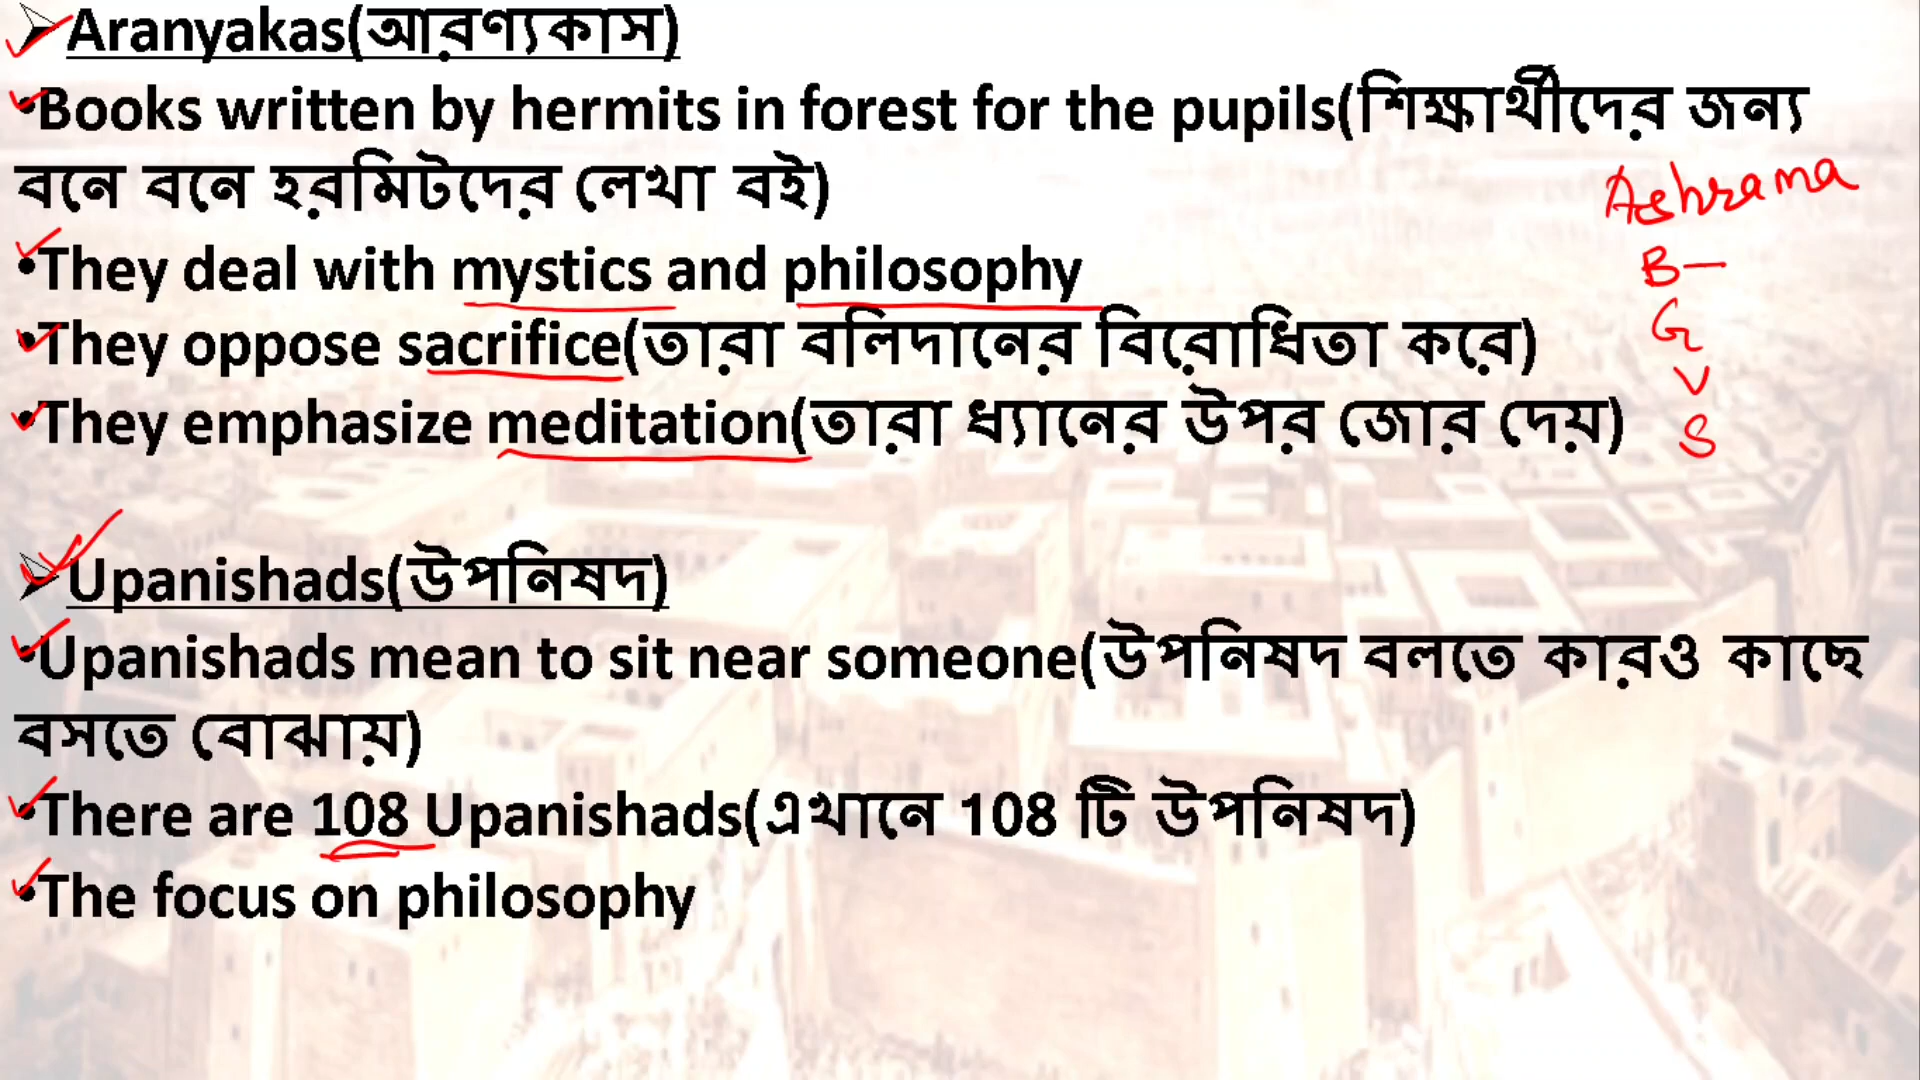 ➢Aranyakas(আরণ্যকাস)
•Books written by hermits in forest for the pupils(শিক্ষার্থীদের জন্য
বনে বনে হরমিটদের লেখা বই)
Ashrama
•They deal with mystics and philosophy
B—
•They oppose sacrifice(তারা বলিদানের বিরোধিতা করে)
G
V
•They emphasize meditation(তারা ধ্যানের উপর জোর দেয়)
S
➢Upanishads(উপনিষদ)
•Upanishads mean to sit near someone(উপনিষদ বলতে কারও কাছে
বসতে বোঝায়)
•There are 108 Upanishads(এখানে 108 টি উপনিষদ)
•The focus on philosophy